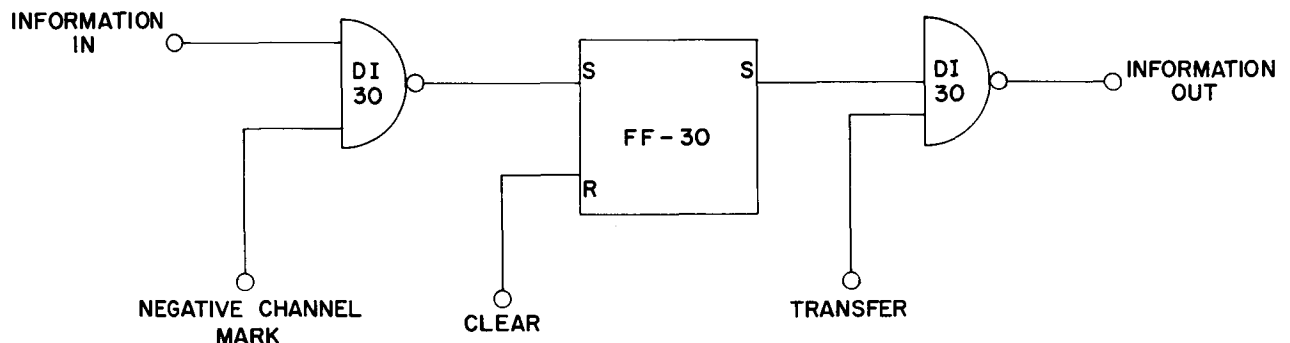 INFORMATION
IN
DI
30
S
R
FF-30
S
DI
30
INFORMATION
OUT
NEGATIVE CHANNEL
MARK
CLEAR
TRANSFER